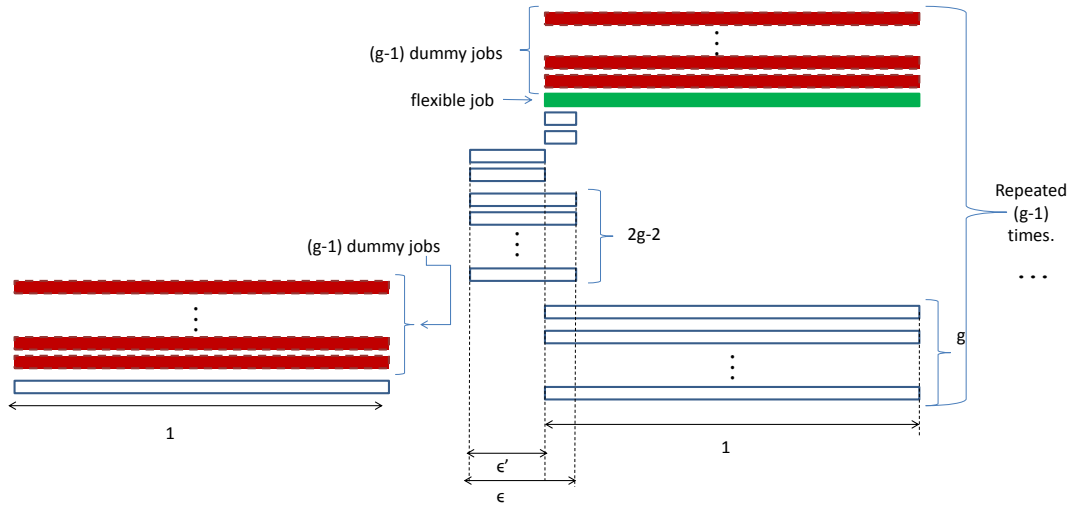 (g-1) dummy jobs
flexible job
Repeated
(g-1)
times.
2g-2
(g-1) dummy jobs
g
1
1
ϵ’
ϵ